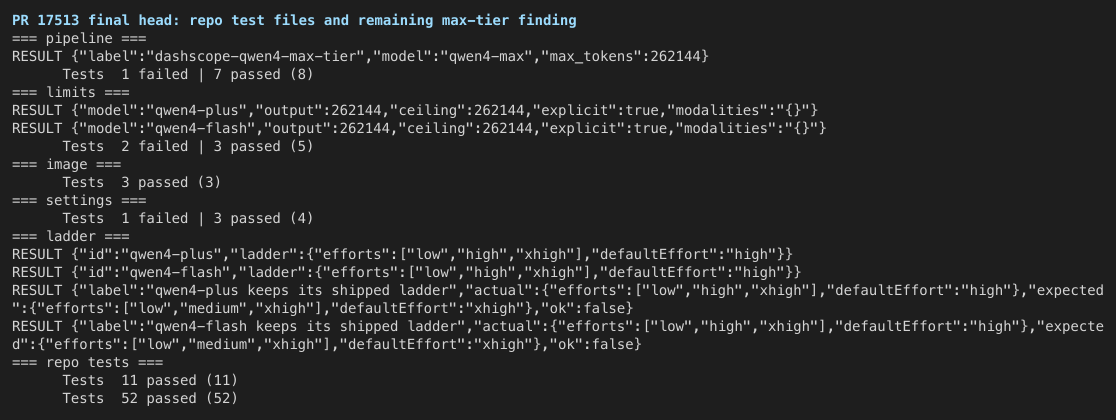 PR 17513 final head: repo test files and remaining max-tier finding
=== pipeline ===
RESULT {"label":"dashscope-qwen4-max-tier","model":"qwen4-max","max_tokens":262144}
      Tests  1 failed | 7 passed (8)
=== limits ===
RESULT {"model":"qwen4-plus","output":262144,"ceiling":262144,"explicit":true,"modalities":"{}"}
RESULT {"model":"qwen4-flash","output":262144,"ceiling":262144,"explicit":true,"modalities":"{}"}
      Tests  2 failed | 3 passed (5)
=== image ===
      Tests  3 passed (3)
=== settings ===
      Tests  1 failed | 3 passed (4)
=== ladder ===
RESULT {"id":"qwen4-plus","ladder":{"efforts":["low","high","xhigh"],"defaultEffort":"high"}}
RESULT {"id":"qwen4-flash","ladder":{"efforts":["low","high","xhigh"],"defaultEffort":"high"}}
RESULT {"label":"qwen4-plus keeps its shipped ladder","actual":{"efforts":["low","high","xhigh"],"defaultEffort":"high"},"expected
":{"efforts":["low","medium","xhigh"],"defaultEffort":"xhigh"},"ok":false}
RESULT {"label":"qwen4-flash keeps its shipped ladder","actual":{"efforts":["low","high","xhigh"],"defaultEffort":"high"},"expecte
d":{"efforts":["low","medium","xhigh"],"defaultEffort":"xhigh"},"ok":false}
=== repo tests ===
      Tests  11 passed (11)
      Tests  52 passed (52)